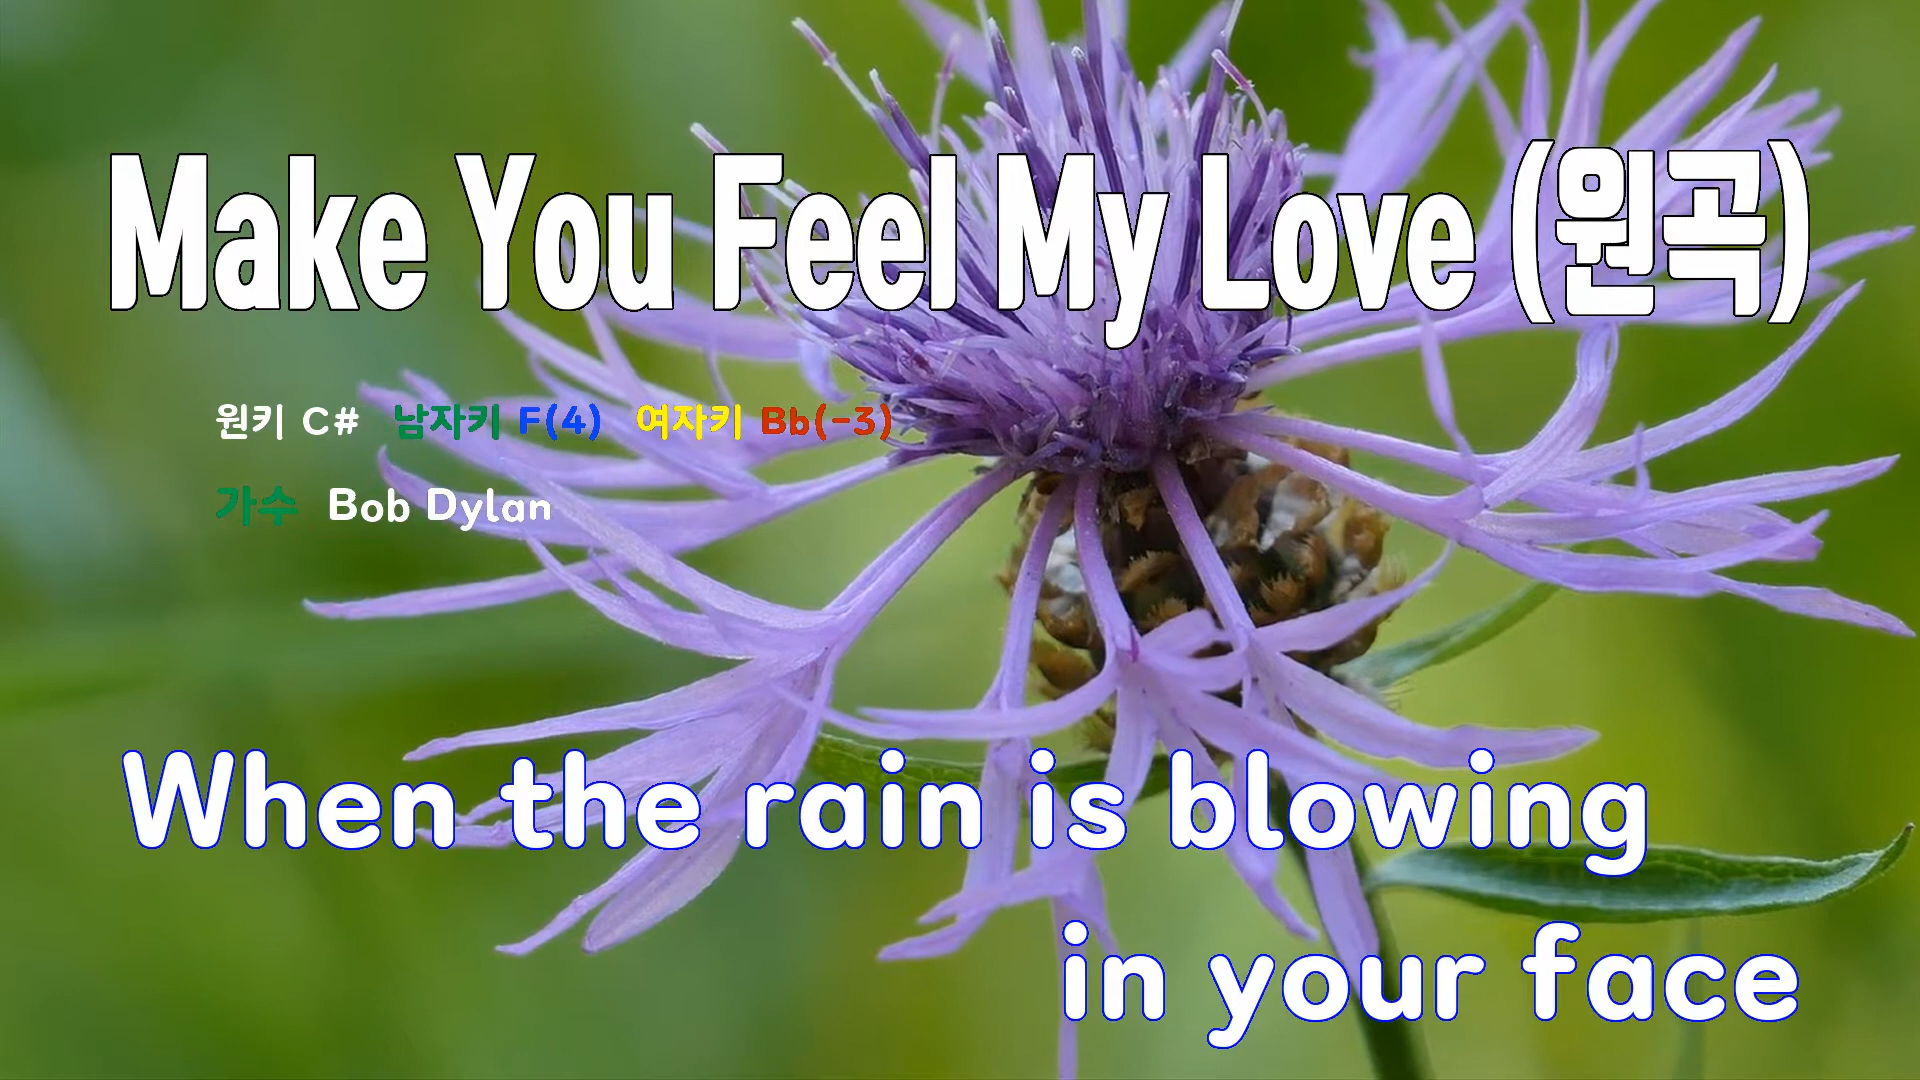 Make You Feel My Love (원곡)
원키 C# 남자키 F(4) 여자키 Bb(-3)
가수 Bob Dylan
When the rain is blowing
in your face